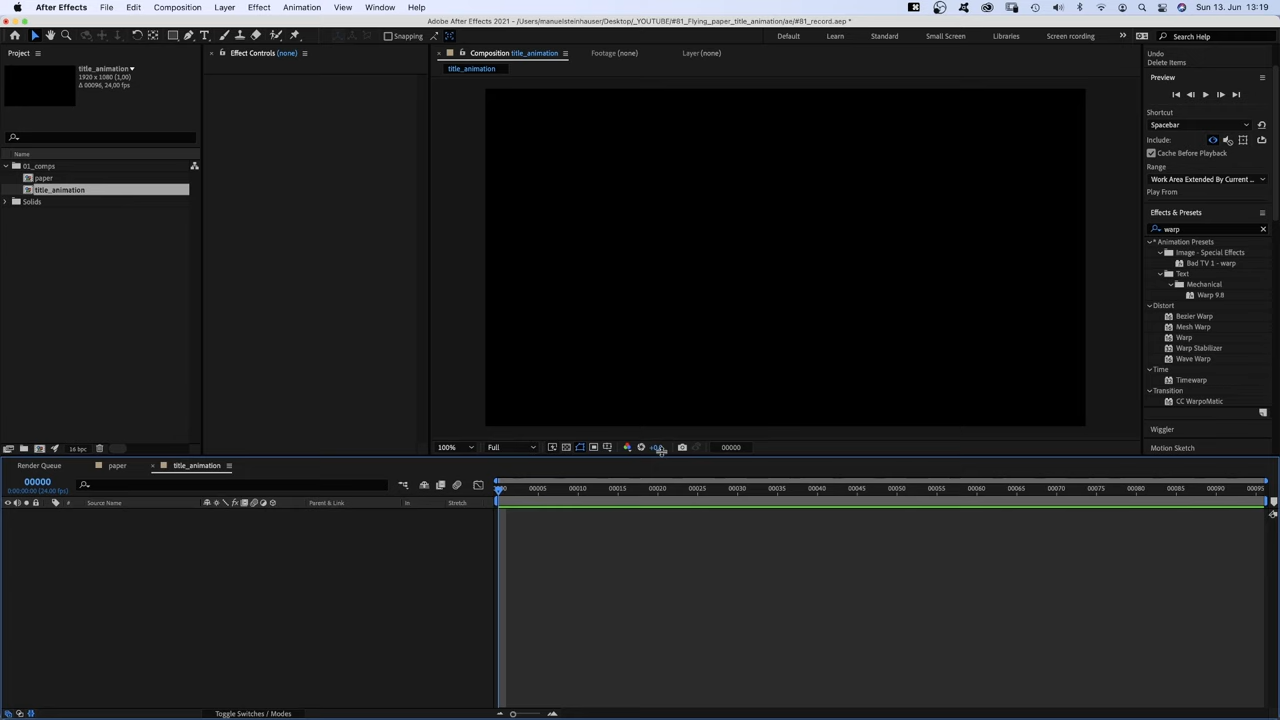 After Effects File Edit Composition Layer Effect Animation View Window Help Sun 13. Jun 13:19
Adobe After Effects 2021 - /Users/manuelsteinhauser/Desktop/_YOUTUBE/#81_Flying_paper_title_animation/ae/#81_record.aep *
Snapping Default Learn Standard Small Screen Libraries Screen recording Search Help
Project Effect Controls (none) Composition title_animation Footage (none) Layer (none) Undo
Delete Items
title_animation
title_animation
1920 x 1080 (1,00)
Δ 00096, 24,00 fps
Preview
Shortcut
Spacebar
Include:
Cache Before Playback
Range
Work Area Extended By Current ...
Play From
Name
01_comps
paper
title_animation
Solids
Effects & Presets
warp
* Animation Presets
Image - Special Effects
Bad TV 1 - warp
Text
Mechanical
Warp 9.8
Distort
Bezier Warp
Mesh Warp
Warp
Warp Stabilizer
Wave Warp
Time
Timewarp
Transition
CC WarpoMatic
Wiggler
Motion Sketch
16 bpc 100% Full 00000
Render Queue paper title_animation
00000
0:00:00:00 (24.00 fps)
00005 00010 00015 00020 00025 00030 00035 00040 00045 00050 00055 00060 00065 00070 00075 00080 00085 00090 00095
# Source Name Parent & Link In Stretch
Toggle Switches / Modes